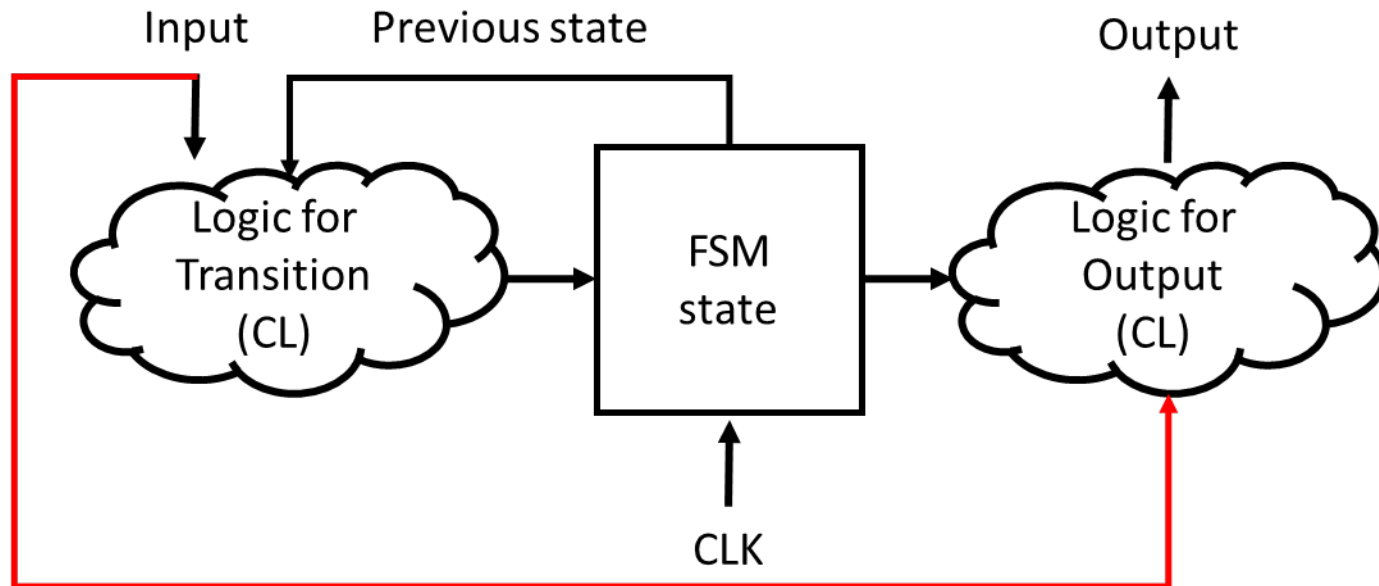 Input
Previous state
Output
Logic for
Transition
(CL)
FSM
state
Logic for
Output
(CL)
CLK